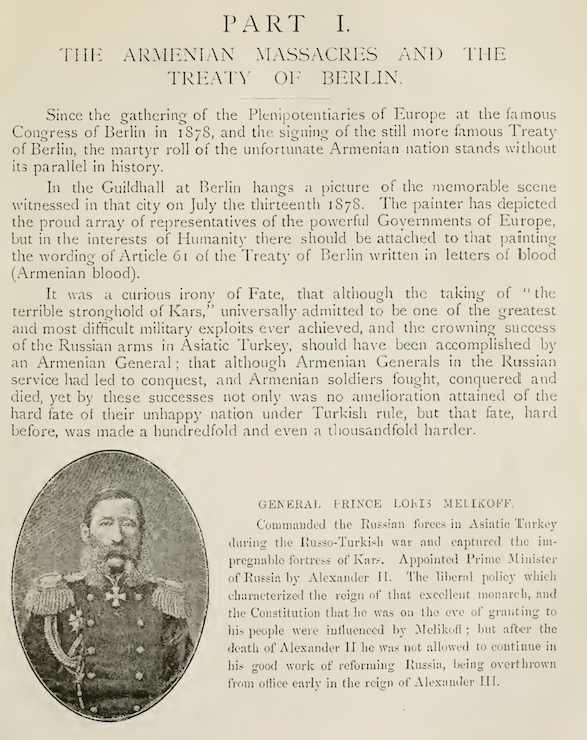 PART I.
THE ARMENIAN MASSACRES AND THE
TREATY OF BERLIN.
Since the gathering of the Plenipotentiaries of Europe at the famous
Congress of Berlin in 1878, and the signing of the still more famous Treaty
of Berlin, the martyr roll of the unfortunate Armenian nation stands without
its parallel in history.
In the Guildhall at Berlin hangs a picture of the memorable scene
witnessed in that city on July the thirteenth 1878. The painter has depicted
the proud array of representatives of the powerful Governments of Europe,
but in the interests of Humanity there should be attached to that painting
the wording of Article 61 of the Treaty of Berlin written in letters of blood
(Armenian blood).
It was a curious irony of Fate, that although the taking of "the
terrible stronghold of Kars," universally admitted to be one of the greatest
and most difficult military exploits ever achieved, and the crowning success
of the Russian arms in Asiatic Turkey, should have been accomplished by
an Armenian General; that although Armenian Generals in the Russian
service had led to conquest, and Armenian soldiers fought, conquered and
died, yet by these successes not only was no amelioration attained of the
hard fate of their unhappy nation under Turkish rule, but that fate, hard
before, was made a hundredfold and even a thousandfold harder.
GENERAL PRINCE LORIS MELIKOFF.
Commanded the Russian forces in Asiatic Turkey
during the Russo-Turkish war and captured the im-
pregnable fortress of Kars. Appointed Prime Minister
of Russia by Alexander II. The liberal policy which
characterized the reign of that excellent monarch, and
the Constitution that he was on the eve of granting to
his people were influenced by Melikoff; but after the
death of Alexander II he was not allowed to continue in
his good work of reforming Russia, being overthrown
from office early in the reign of Alexander III.